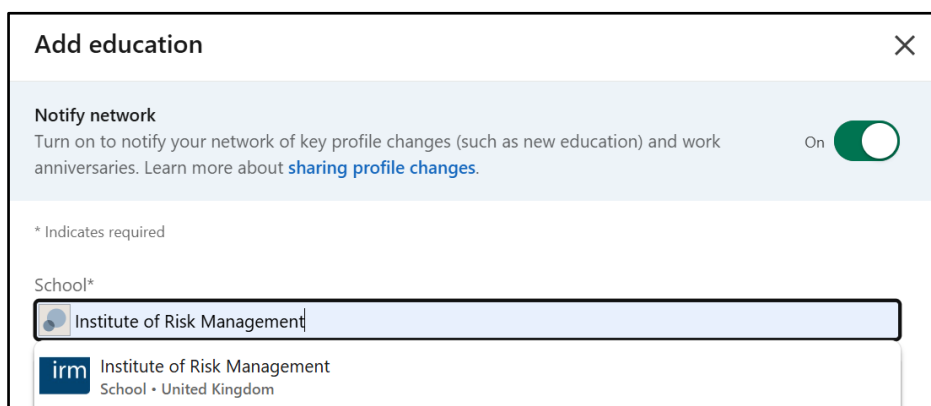 Add education
Notify network
Turn on to notify your network of key profile changes (such as new education) and work
anniversaries. Learn more about sharing profile changes.
On
* Indicates required
School*
Institute of Risk Management
irm
Institute of Risk Management
School • United Kingdom